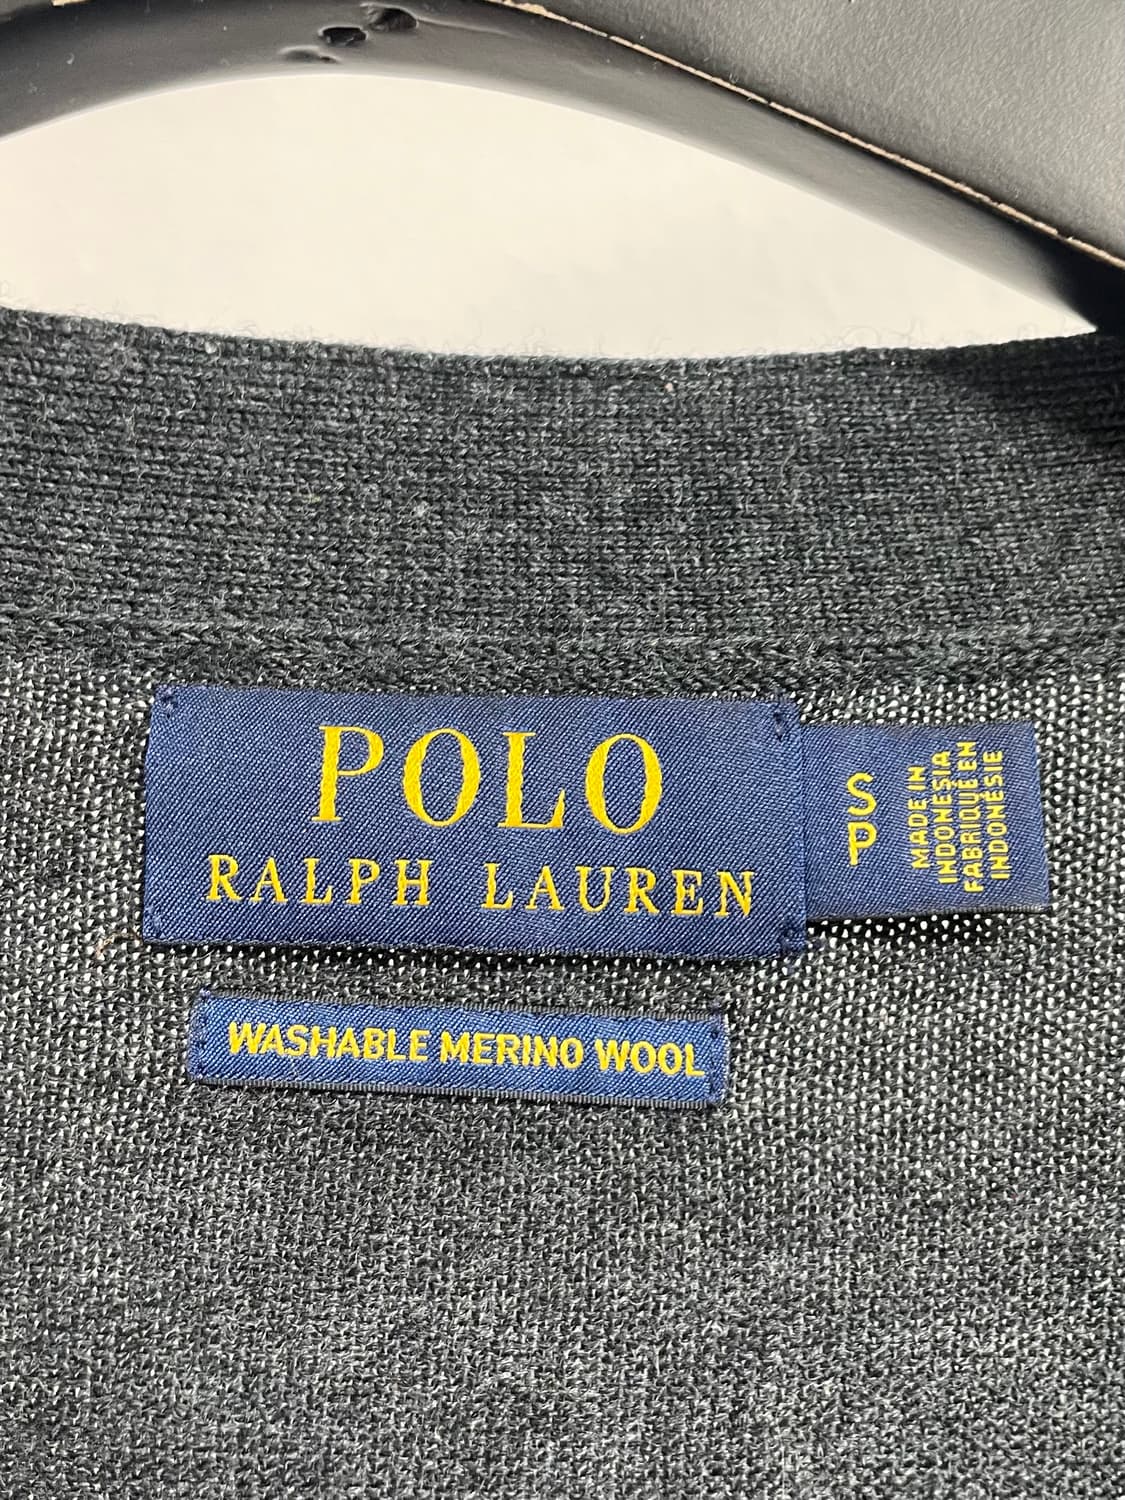 POLO
RALPH LAUREN
S
P
MADE IN
INDONESIA
FABRIQUÉ EN
INDONÉSIE
WASHABLE MERINO WOOL